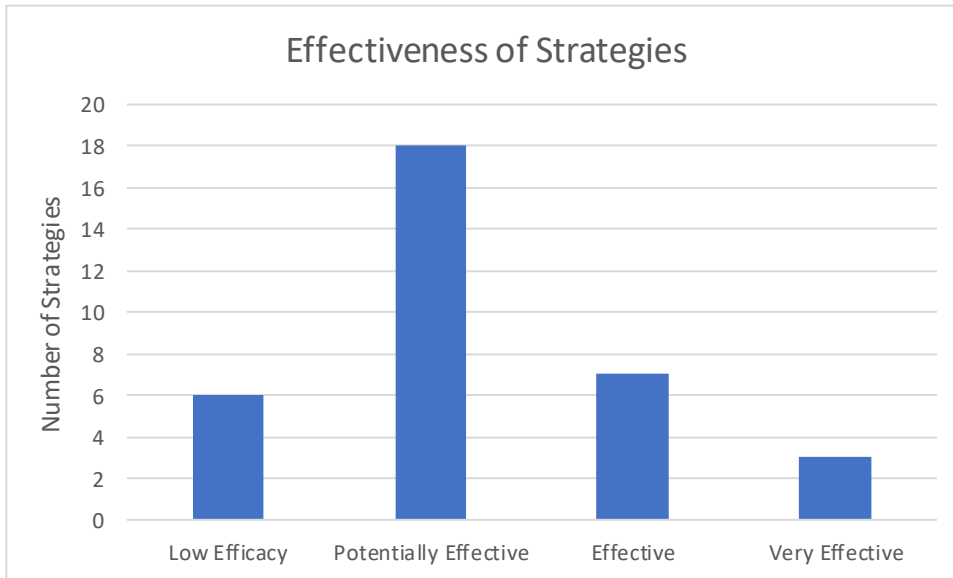 Effectiveness of Strategies
Number of Strategies
20
18
16
14
12
10
8
6
4
2
0
Low Efficacy
Potentially Effective
Effective
Very Effective